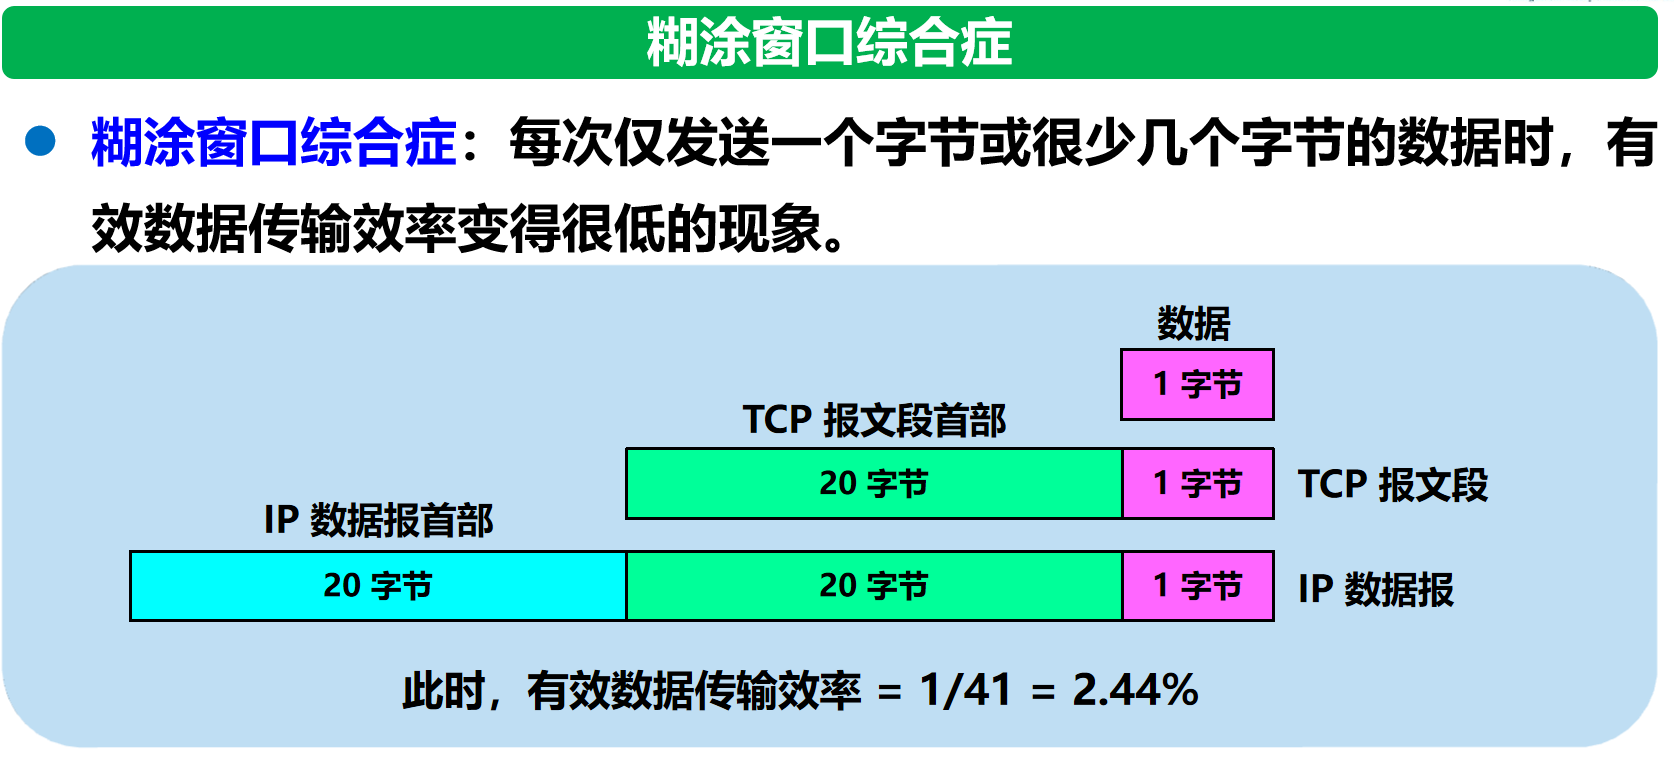 糊涂窗口综合症
糊涂窗口综合症：每次仅发送一个字节或很少几个字节的数据时，有
效数据传输效率变得很低的现象。
数据
1 字节
TCP 报文段首部
20 字节
1 字节
TCP 报文段
IP 数据报首部
20 字节
20 字节
1 字节
IP 数据报
此时，有效数据传输效率 = 1/41 = 2.44%